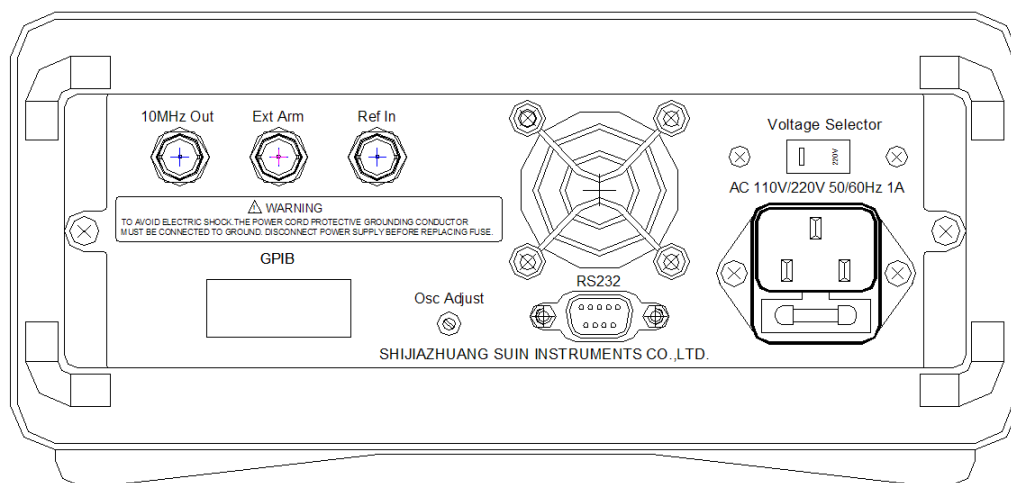 10MHz Out
Ext Arm
Ref In
Voltage Selector
220V
AC 110V/220V 50/60Hz 1A
WARNING
TO AVOID ELECTRIC SHOCK.THE POWER CORD PROTECTIVE GROUNDING CONDUCTOR
MUST BE CONNECTED TO GROUND. DISCONNECT POWER SUPPLY BEFORE REPLACING FUSE.
GPIB
Osc Adjust
RS232
SHIJIAZHUANG SUIN INSTRUMENTS CO.,LTD.